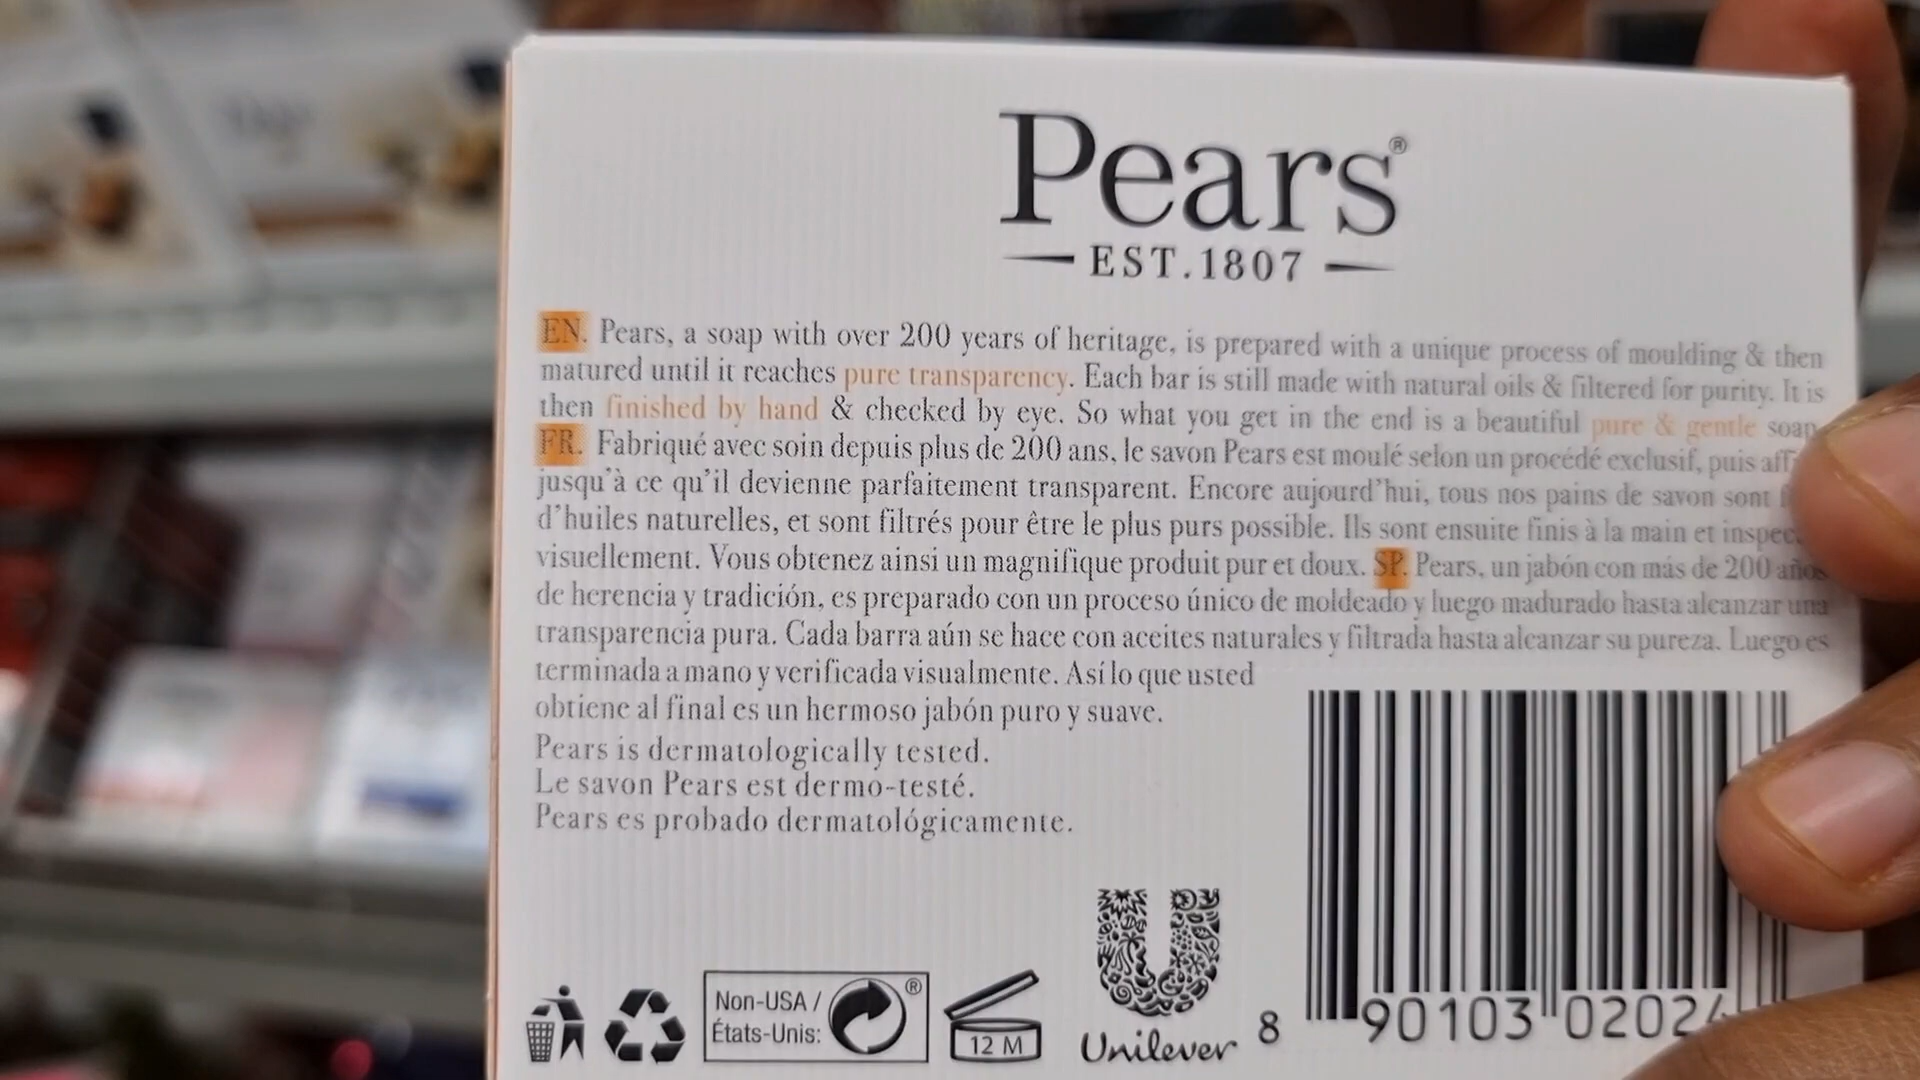 Pears®
EST.1807
EN. Pears, a soap with over 200 years of heritage, is prepared with a unique process of moulding & then
matured until it reaches pure transparency. Each bar is still made with natural oils & filtered for purity. It is
then finished by hand & checked by eye. So what you get in the end is a beautiful pure & gentle soap
FR. Fabriqué avec soin depuis plus de 200 ans, le savon Pears est moulé selon un procédé exclusif, puis
jusqu'à ce qu'il devienne parfaitement transparent. Encore aujourd'hui, tous nos pains de savon sont
d'huiles naturelles, et sont filtrés pour être le plus purs possible. Ils sont ensuite finis à la main et
visuellement. Vous obtenez ainsi un magnifique produit pur et doux. SP. Pears, un jabón con más de 200 años
de herencia y tradición, es preparado con un proceso único de moldeado y luego madurado hasta alcanzar una
transparencia pura. Cada barra aún se hace con aceites naturales y filtrada hasta alcanzar su pureza. Luego es
terminada a mano y verificada visualmente. Así lo que usted
obtiene al final es un hermoso jabón puro y suave.
Pears is dermatologically tested.
Le savon Pears est dermo-testé.
Pears es probado dermatológicamente.
Non-USA /
États-Unis:
®
12 M
Unilever
8 90103 02024